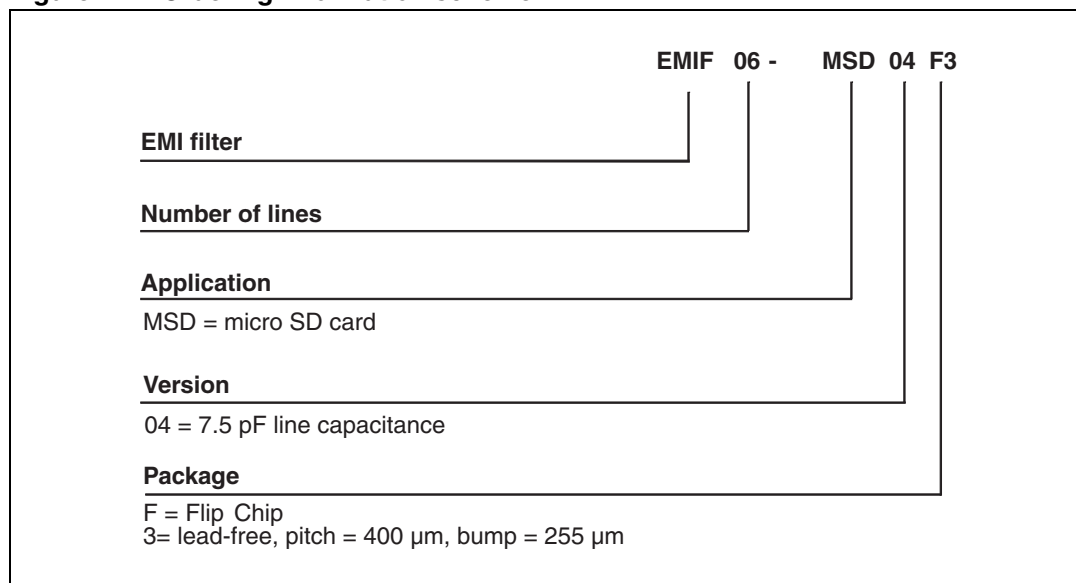 EMIF 06 - MSD 04 F3
EMI filter
Number of lines
Application
MSD = micro SD card
Version
04 = 7.5 pF line capacitance
Package
F = Flip Chip
3= lead-free, pitch = 400 µm, bump = 255 µm